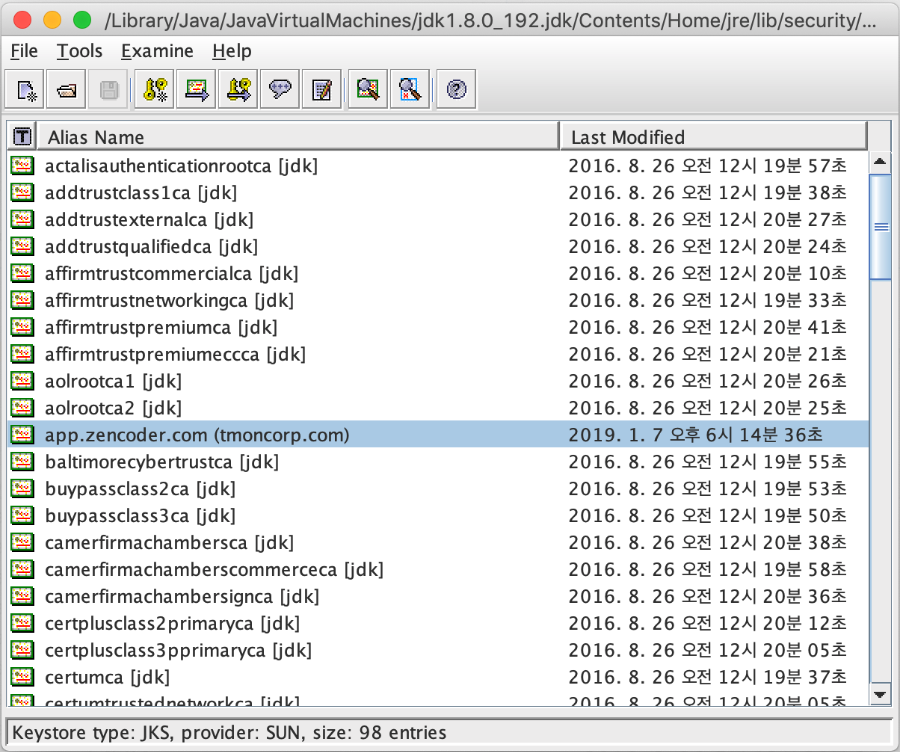 /Library/Java/JavaVirtualMachines/jdk1.8.0_192.jdk/Contents/Home/jre/lib/security/...
File Tools Examine Help
T Alias Name Last Modified
actalisauthenticationrootca [jdk] 2016. 8. 26 오전 12시 19분 57초
addtrustclass1ca [jdk] 2016. 8. 26 오전 12시 19분 38초
addtrustexternalca [jdk] 2016. 8. 26 오전 12시 20분 27초
addtrustqualifiedca [jdk] 2016. 8. 26 오전 12시 20분 24초
affirmtrustcommercialca [jdk] 2016. 8. 26 오전 12시 20분 10초
affirmtrustnetworkingca [jdk] 2016. 8. 26 오전 12시 19분 33초
affirmtrustpremiumca [jdk] 2016. 8. 26 오전 12시 20분 41초
affirmtrustpremiumeccca [jdk] 2016. 8. 26 오전 12시 20분 21초
aolrootca1 [jdk] 2016. 8. 26 오전 12시 20분 26초
aolrootca2 [jdk] 2016. 8. 26 오전 12시 20분 25초
app.zencoder.com (tmoncorp.com) 2019. 1. 7 오후 6시 14분 36초
baltimorecybertrustca [jdk] 2016. 8. 26 오전 12시 19분 55초
buypassclass2ca [jdk] 2016. 8. 26 오전 12시 19분 53초
buypassclass3ca [jdk] 2016. 8. 26 오전 12시 19분 50초
camerfirmachambersca [jdk] 2016. 8. 26 오전 12시 20분 38초
camerfirmachamberscommerceca [jdk] 2016. 8. 26 오전 12시 19분 58초
camerfirmachambersignca [jdk] 2016. 8. 26 오전 12시 20분 36초
certplusclass2primaryca [jdk] 2016. 8. 26 오전 12시 20분 12초
certplusclass3pprimaryca [jdk] 2016. 8. 26 오전 12시 20분 05초
certumca [jdk] 2016. 8. 26 오전 12시 19분 37초
certumtrustednetworkca [jdk] 2016. 8. 26 오전 12시 20분 05초
Keystore type: JKS, provider: SUN, size: 98 entries